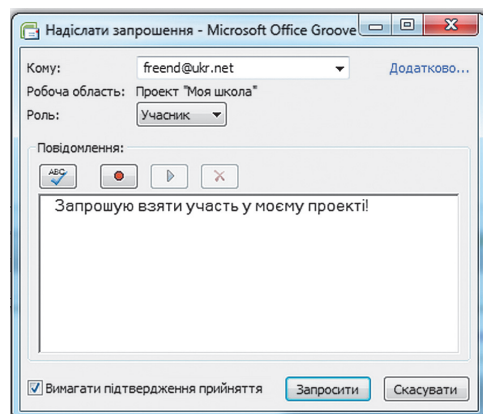 Надіслати запрошення - Microsoft Office Groove
Кому: freend@ukr.net Додатково...
Робоча область: Проект "Моя школа"
Роль: Учасник
Повідомлення:
ABC
Запрошую взяти участь у моєму проекті!
Вимагати підтвердження прийняття Запросити Скасувати